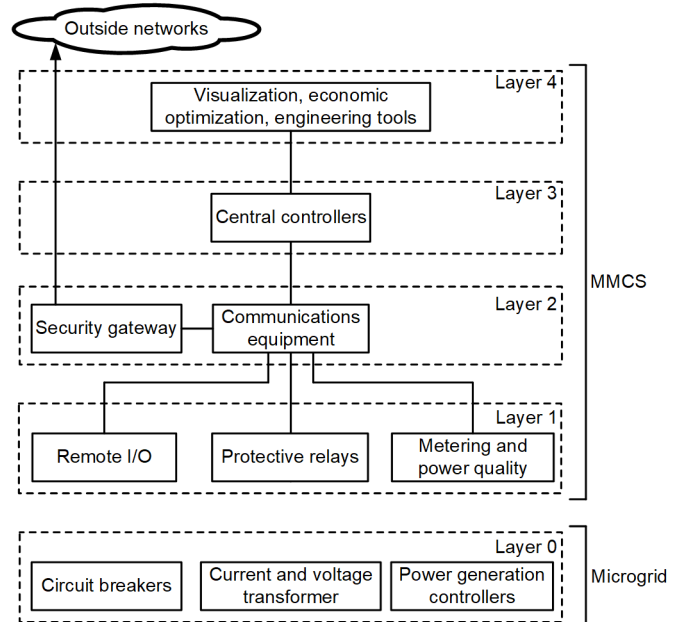 Outside networks
Layer 4
Visualization, economic
optimization, engineering tools
Layer 3
Central controllers
MMCS
Layer 2
Security gateway
Communications
equipment
Layer 1
Remote I/O
Protective relays
Metering and
power quality
Layer 0
Circuit breakers
Current and voltage
transformer
Power generation
controllers
Microgrid